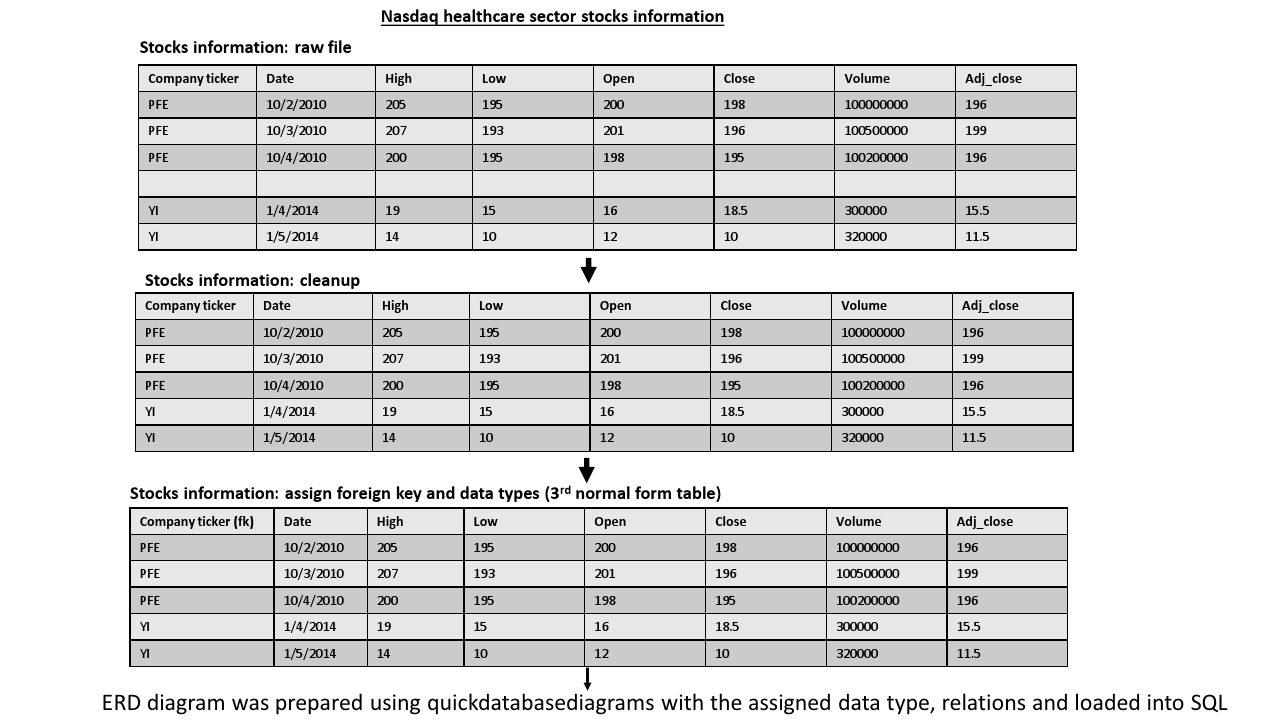 Nasdaq healthcare sector stocks information
Stocks information: raw file
Company ticker Date High Low Open Close Volume Adj_close
PFE 10/2/2010 205 195 200 198 100000000 196
PFE 10/3/2010 207 193 201 196 100500000 199
PFE 10/4/2010 200 195 198 195 100200000 196
YI 1/4/2014 19 15 16 18.5 300000 15.5
YI 1/5/2014 14 10 12 10 320000 11.5
Stocks information: cleanup
Company ticker Date High Low Open Close Volume Adj_close
PFE 10/2/2010 205 195 200 198 100000000 196
PFE 10/3/2010 207 193 201 196 100500000 199
PFE 10/4/2010 200 195 198 195 100200000 196
YI 1/4/2014 19 15 16 18.5 300000 15.5
YI 1/5/2014 14 10 12 10 320000 11.5
Stocks information: assign foreign key and data types (3rd normal form table)
Company ticker (fk) Date High Low Open Close Volume Adj_close
PFE 10/2/2010 205 195 200 198 100000000 196
PFE 10/3/2010 207 193 201 196 100500000 199
PFE 10/4/2010 200 195 198 195 100200000 196
YI 1/4/2014 19 15 16 18.5 300000 15.5
YI 1/5/2014 14 10 12 10 320000 11.5
ERD diagram was prepared using quickdatabasediagrams with the assigned data type, relations and loaded into SQL